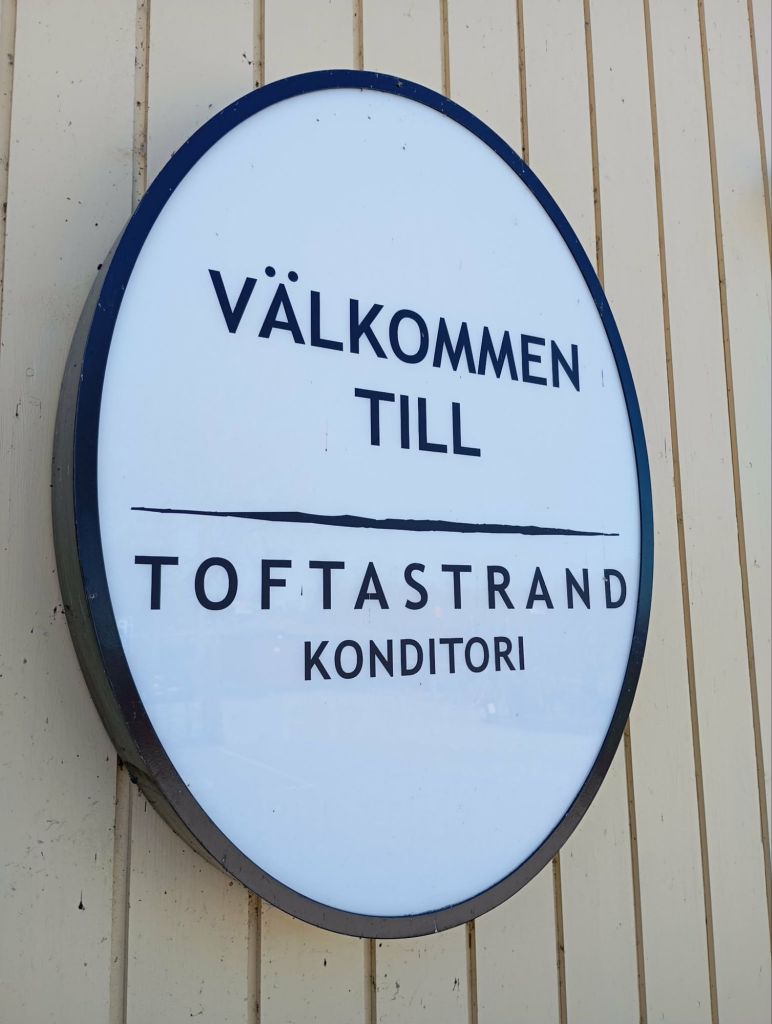 VÄLKOMMEN
TILL
TOFTASTRAND
KONDITORI